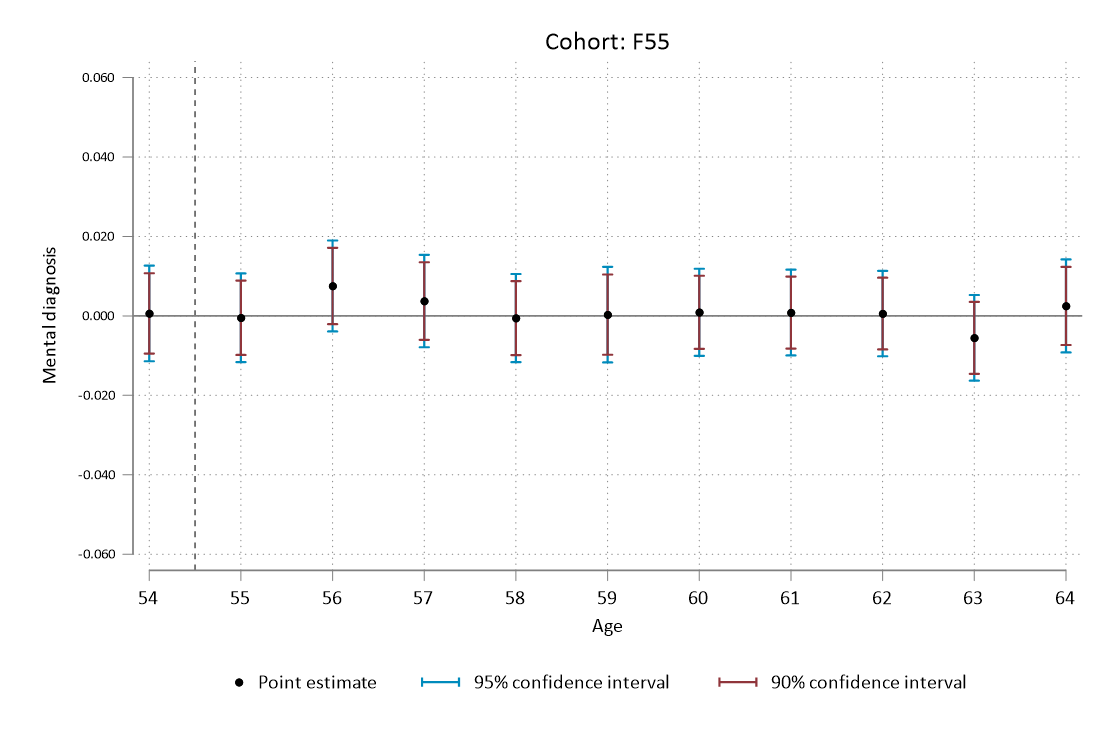 Cohort: F55
0.060
0.040
0.020
0.000
-0.020
-0.040
-0.060
Mental diagnosis
54 55 56 57 58 59 60 61 62 63 64
Age
Point estimate 95% confidence interval 90% confidence interval